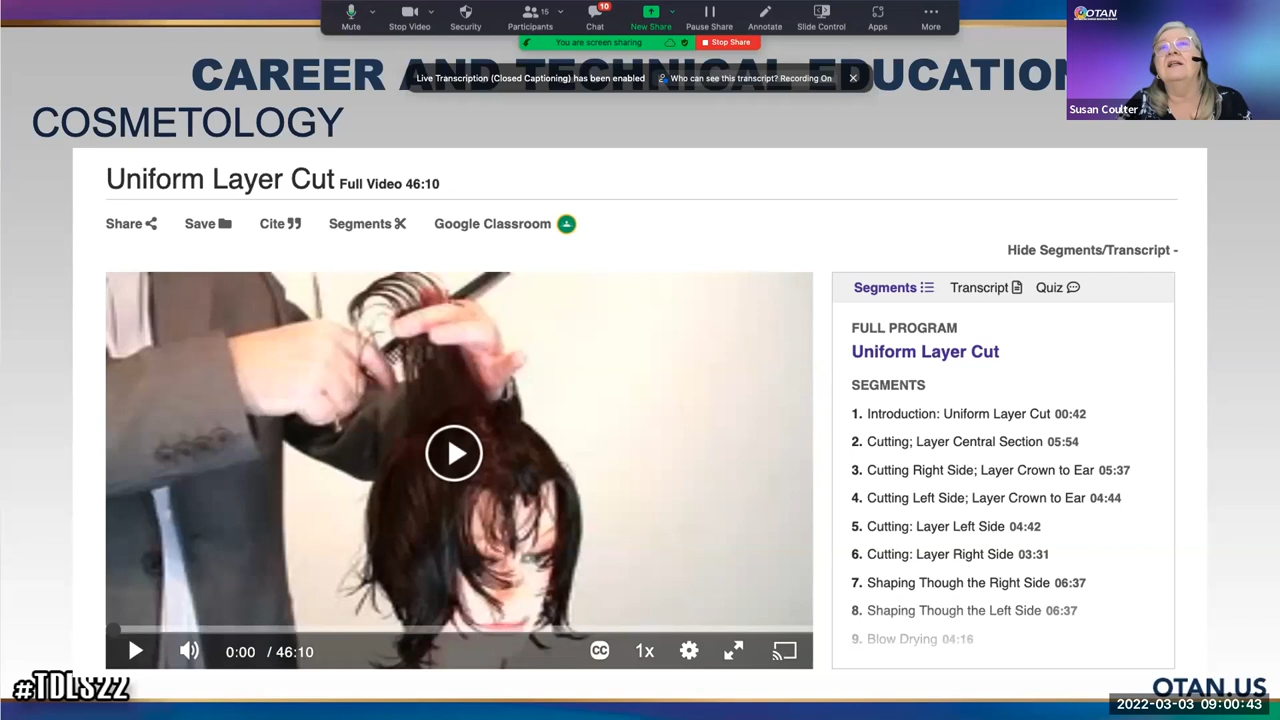 Mute
Stop Video
Security
Participants 15
Chat 10
New Share
Pause Share
Annotate
Slide Control
Apps
More
You are screen sharing
Stop Share
Live Transcription (Closed Captioning) has been enabled
Who can see this transcript? Recording On
OTAN
Susan Coulter
CAREER AND TECHNICAL EDUCATION
COSMETOLOGY
Uniform Layer Cut Full Video 46:10
Share Save Cite Segments Google Classroom
Hide Segments/Transcript -
Segments Transcript Quiz
FULL PROGRAM
Uniform Layer Cut
SEGMENTS
1. Introduction: Uniform Layer Cut 00:42
2. Cutting; Layer Central Section 05:54
3. Cutting Right Side; Layer Crown to Ear 05:37
4. Cutting Left Side; Layer Crown to Ear 04:44
5. Cutting: Layer Left Side 04:42
6. Cutting: Layer Right Side 03:31
7. Shaping Though the Right Side 06:37
8. Shaping Though the Left Side 06:37
9. Blow Drying 04:16
0:00 / 46:10
CC
1x
#TDLS22
OTAN.US
2022-03-03 09:00:43